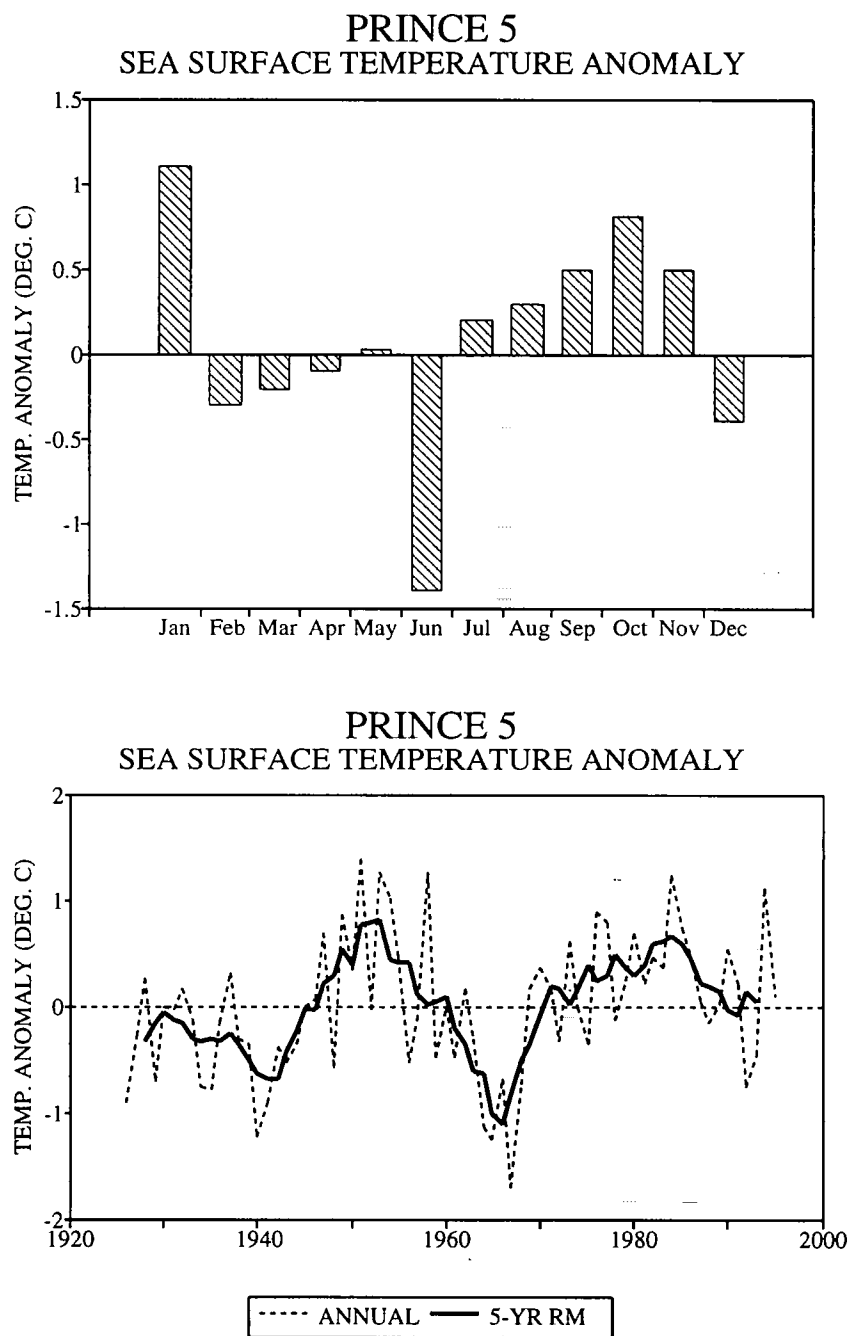 PRINCE 5
SEA SURFACE TEMPERATURE ANOMALY
TEMP. ANOMALY (DEG. C)
1.5
1
0.5
0
-0.5
-1
-1.5
Jan Feb Mar Apr May Jun Jul Aug Sep Oct Nov Dec
PRINCE 5
SEA SURFACE TEMPERATURE ANOMALY
TEMP. ANOMALY (DEG. C)
2
1
0
-1
-2
1920 1940 1960 1980 2000
ANNUAL 5-YR RM